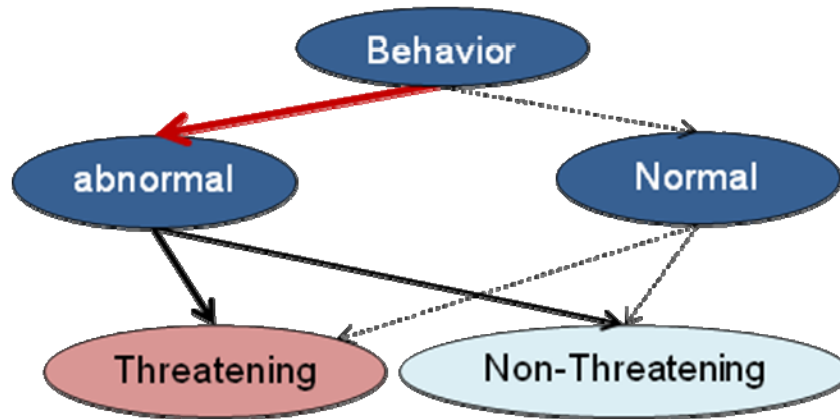 Behavior
abnormal
Normal
Threatening
Non-Threatening